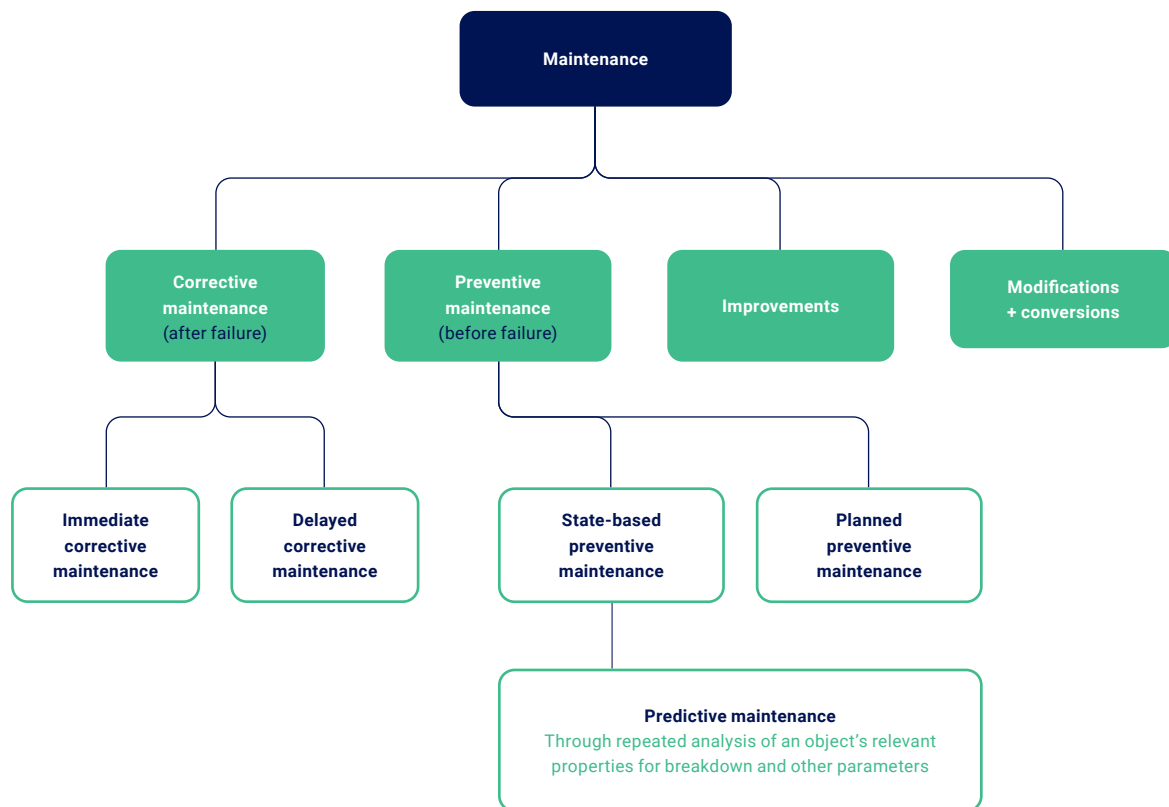 Maintenance
Corrective
maintenance
(after failure)
Preventive
maintenance
(before failure)
Improvements
Modifications
+ conversions
Immediate
corrective
maintenance
Delayed
corrective
maintenance
State-based
preventive
maintenance
Planned
preventive
maintenance
Predictive maintenance
Through repeated analysis of an object’s relevant
properties for breakdown and other parameters